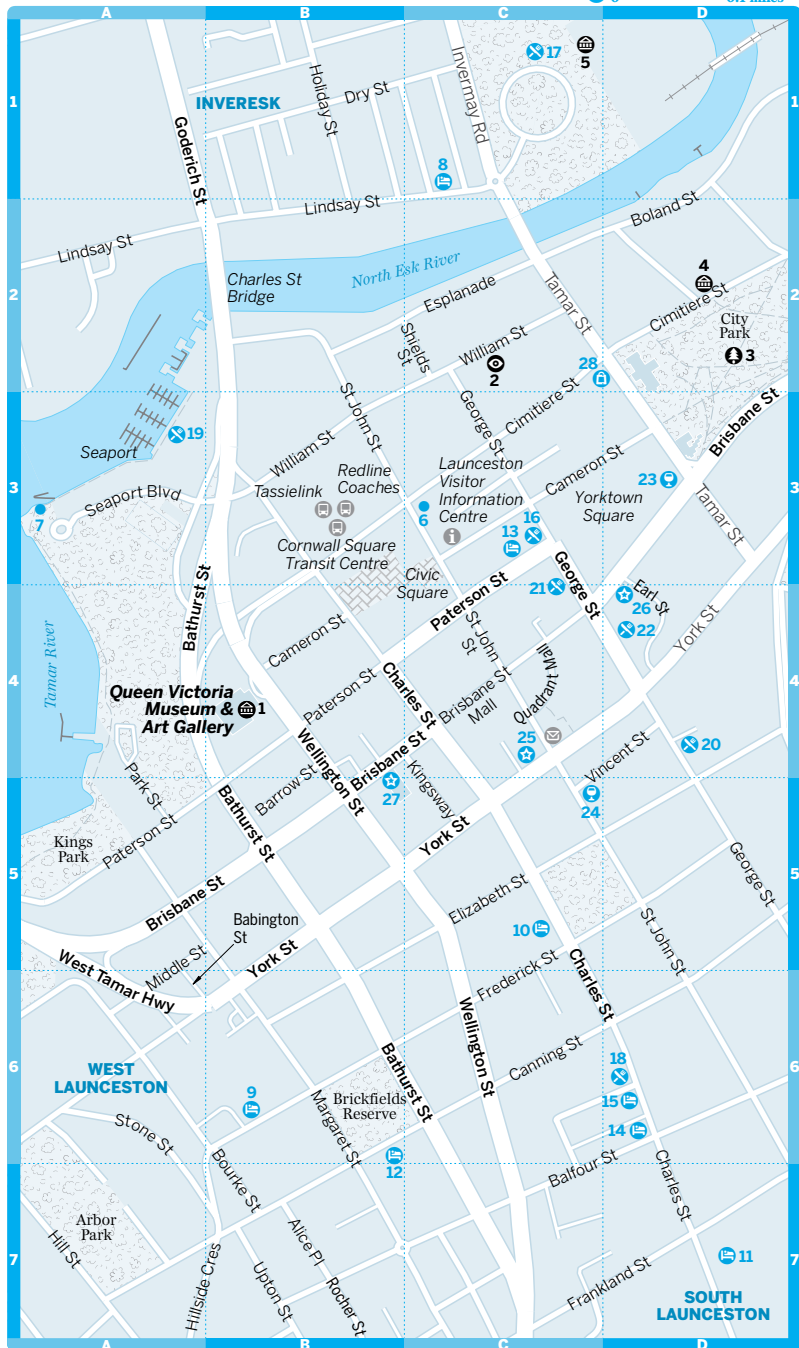 0.1 miles
A
B
C
D
1
17
5
INVERESK
Holiday St
Dry St
Invermay Rd
1
Goderich St
8
Lindsay St
Boland St
Lindsay St
2
Charles St
Bridge
North Esk River
Esplanade
Tamar St
4
Cimitiere St
City
Park
3
2
Shields
St
William St
2
28
St John St
George St
Cimitiere St
Brisbane St
19
Seaport
William St
3
Seaport Blvd
7
Tassielink
Redline
Coaches
Cornwall Square
Transit Centre
6
Launceston
Visitor
Information
Centre
Cameron St
Yorktown
Square
23
Tamar St
3
16
13
Bathurst St
Civic
Square
Paterson St
21
George St
Earl St
26
22
York St
Tamar River
Cameron St
St John
St
Quadrant Mall
4
Queen Victoria
Museum &
Art Gallery
1
Paterson St
Charles St
Brisbane St
Mall
4
25
Vincent St
20
Wellington St
Brisbane St
Park St
Barrow St
27
Kingsway
24
Bathurst St
York St
Kings
Park
Paterson St
5
Brisbane St
Elizabeth St
George St
5
Babington
St
10
St John St
Middle St
York St
Frederick St
Charles St
West Tamar Hwy
Wellington St
6
WEST
LAUNCESTON
Bathurst St
Canning St
18
6
9
Brickfields
Reserve
15
Stone St
Margaret St
14
12
Balfour St
Charles St
Bourke St
Arbor
Park
Hill St
Alice Pl
7
Hillside Cres
Upton St
Rocher St
Frankland St
11
7
SOUTH
LAUNCESTON
A
B
C
D